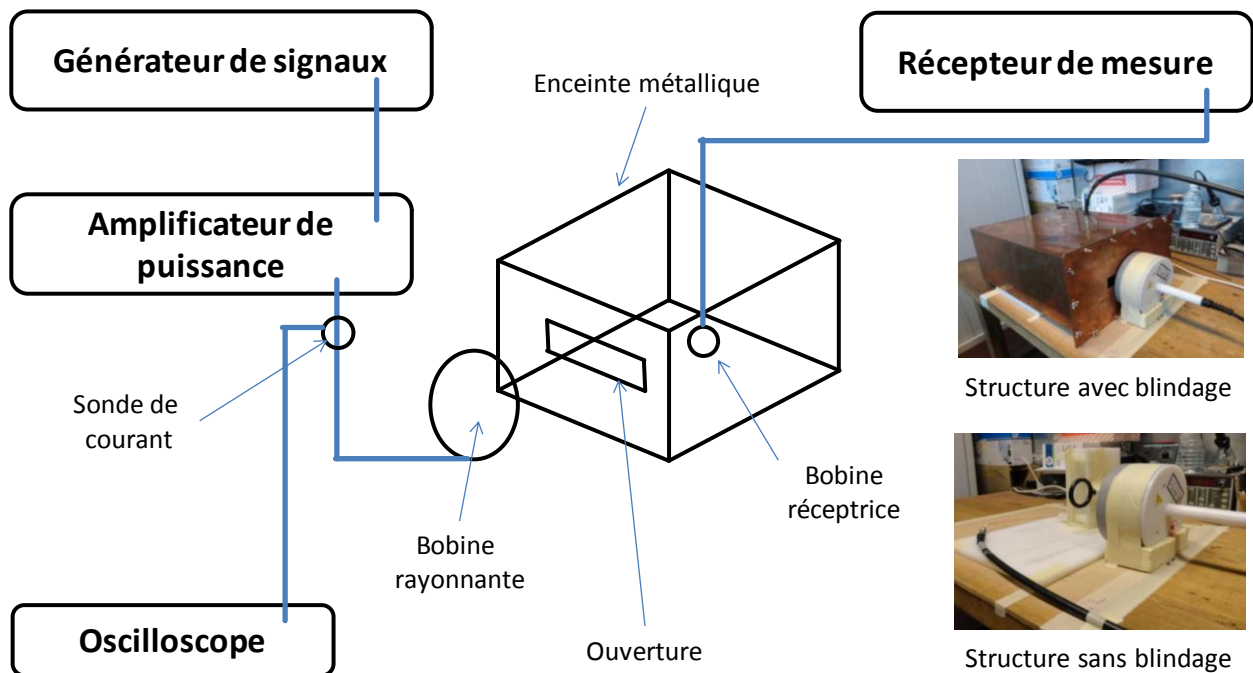 Générateur de signaux
Enceinte métallique
Récepteur de mesure
Amplificateur de
puissance
Sonde de
courant
Bobine
rayonnante
Bobine
réceptrice
Structure avec blindage
Oscilloscope
Ouverture
Structure sans blindage